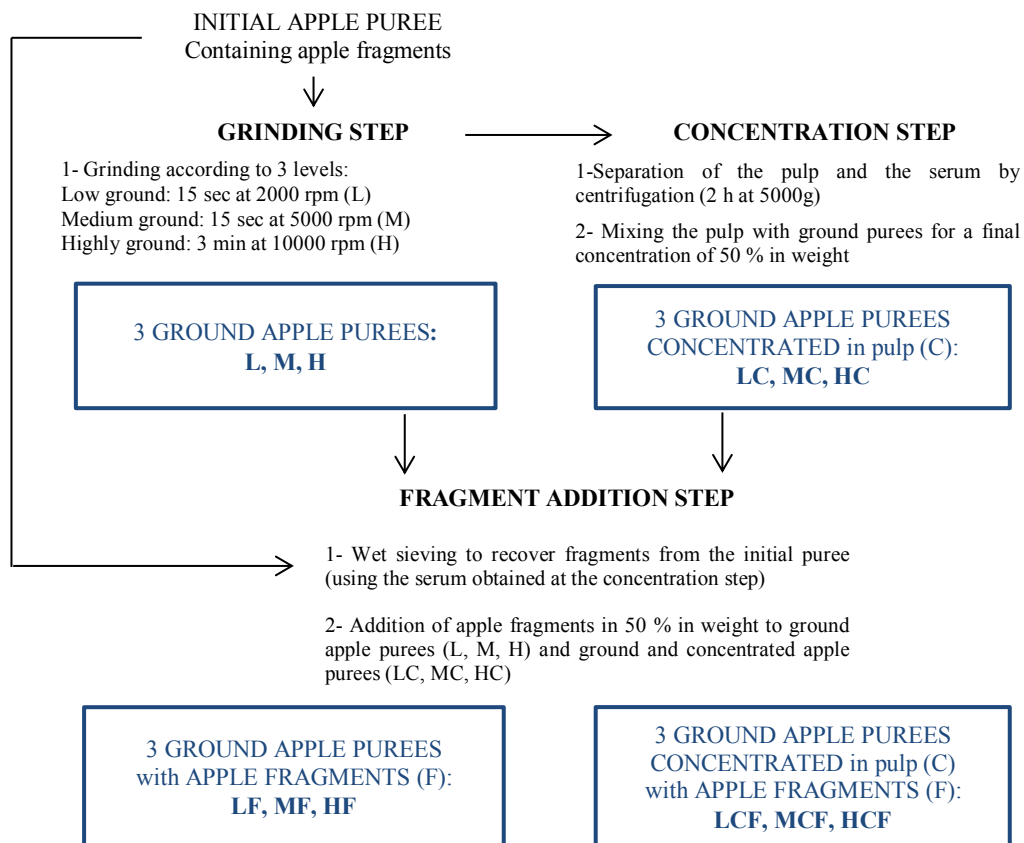 INITIAL APPLE PUREE
Containing apple fragments
GRINDING STEP
1- Grinding according to 3 levels:
Low ground: 15 sec at 2000 rpm (L)
Medium ground: 15 sec at 5000 rpm (M)
Highly ground: 3 min at 10000 rpm (H)
3 GROUND APPLE PUREES:
L, M, H
CONCENTRATION STEP
1-Separation of the pulp and the serum by
centrifugation (2 h at 5000g)
2- Mixing the pulp with ground purees for a final
concentration of 50 % in weight
3 GROUND APPLE PUREES
CONCENTRATED in pulp (C):
LC, MC, HC
FRAGMENT ADDITION STEP
1- Wet sieving to recover fragments from the initial puree
(using the serum obtained at the concentration step)
2- Addition of apple fragments in 50 % in weight to ground
apple purees (L, M, H) and ground and concentrated apple
purees (LC, MC, HC)
3 GROUND APPLE PUREES
with APPLE FRAGMENTS (F):
LF, MF, HF
3 GROUND APPLE PUREES
CONCENTRATED in pulp (C)
with APPLE FRAGMENTS (F):
LCF, MCF, HCF